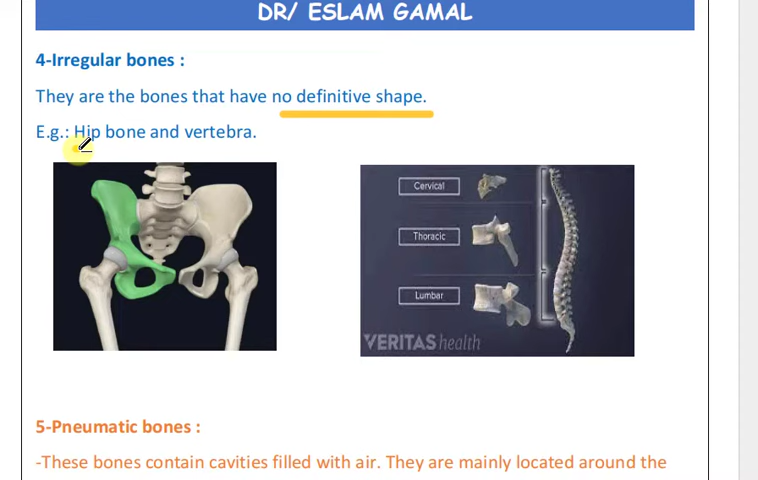 DR/ ESLAM GAMAL
4-Irregular bones :
They are the bones that have no definitive shape.
E.g.: Hip bone and vertebra.
Cervical
Thoracic
Lumbar
VERITAS health
5-Pneumatic bones :
-These bones contain cavities filled with air. They are mainly located around the